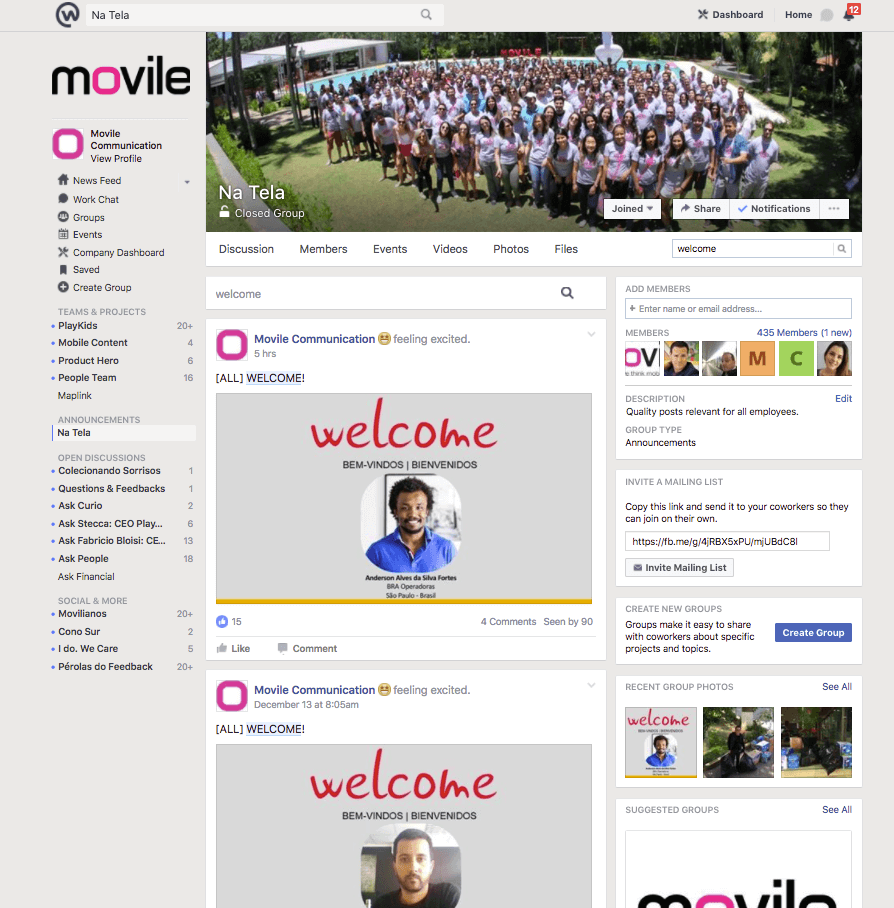 Na Tela
Dashboard
Home
12
movile
Movile
Communication
View Profile
News Feed
Work Chat
Groups
Events
Company Dashboard
Saved
Create Group
TEAMS & PROJECTS
PlayKids 20+
Mobile Content 4
Product Hero 6
People Team 16
Maplink
ANNOUNCEMENTS
Na Tela
OPEN DISCUSSIONS
Colecionando Sorrisos 1
Questions & Feedbacks 1
Ask Curio 2
Ask Stecca: CEO Play... 6
Ask Fabricio Bloisi: CE... 13
Ask People 18
Ask Financial
SOCIAL & MORE
Movilianos 20+
Cono Sur 2
I do. We Care 5
Pérolas do Feedback 20+
MOVILE
Na Tela
Closed Group
Joined
Share
Notifications
Discussion Members Events Videos Photos Files
welcome
welcome
Movile Communication feeling excited.
5 hrs
[ALL] WELCOME!
welcome
BEM-VINDOS | BIENVENIDOS
Anderson Alves da Silva Fortes
BRA Operadoras
São Paulo - Brasil
15
4 Comments Seen by 90
Like Comment
Movile Communication feeling excited.
December 13 at 8:05am
[ALL] WELCOME!
welcome
BEM-VINDOS | BIENVENIDOS
ADD MEMBERS
+ Enter name or email address...
MEMBERS
435 Members (1 new)
M
C
DESCRIPTION
Edit
Quality posts relevant for all employees.
GROUP TYPE
Announcements
INVITE A MAILING LIST
Copy this link and send it to your coworkers so they
can join on their own.
https://fb.me/g/4jRBX5xPU/mjUBdC8l
Invite Mailing List
CREATE NEW GROUPS
Groups make it easy to share
with coworkers about specific
projects and topics.
Create Group
RECENT GROUP PHOTOS
See All
welcome
BEM-VINDOS | BIENVENIDOS
SUGGESTED GROUPS
See All
movile